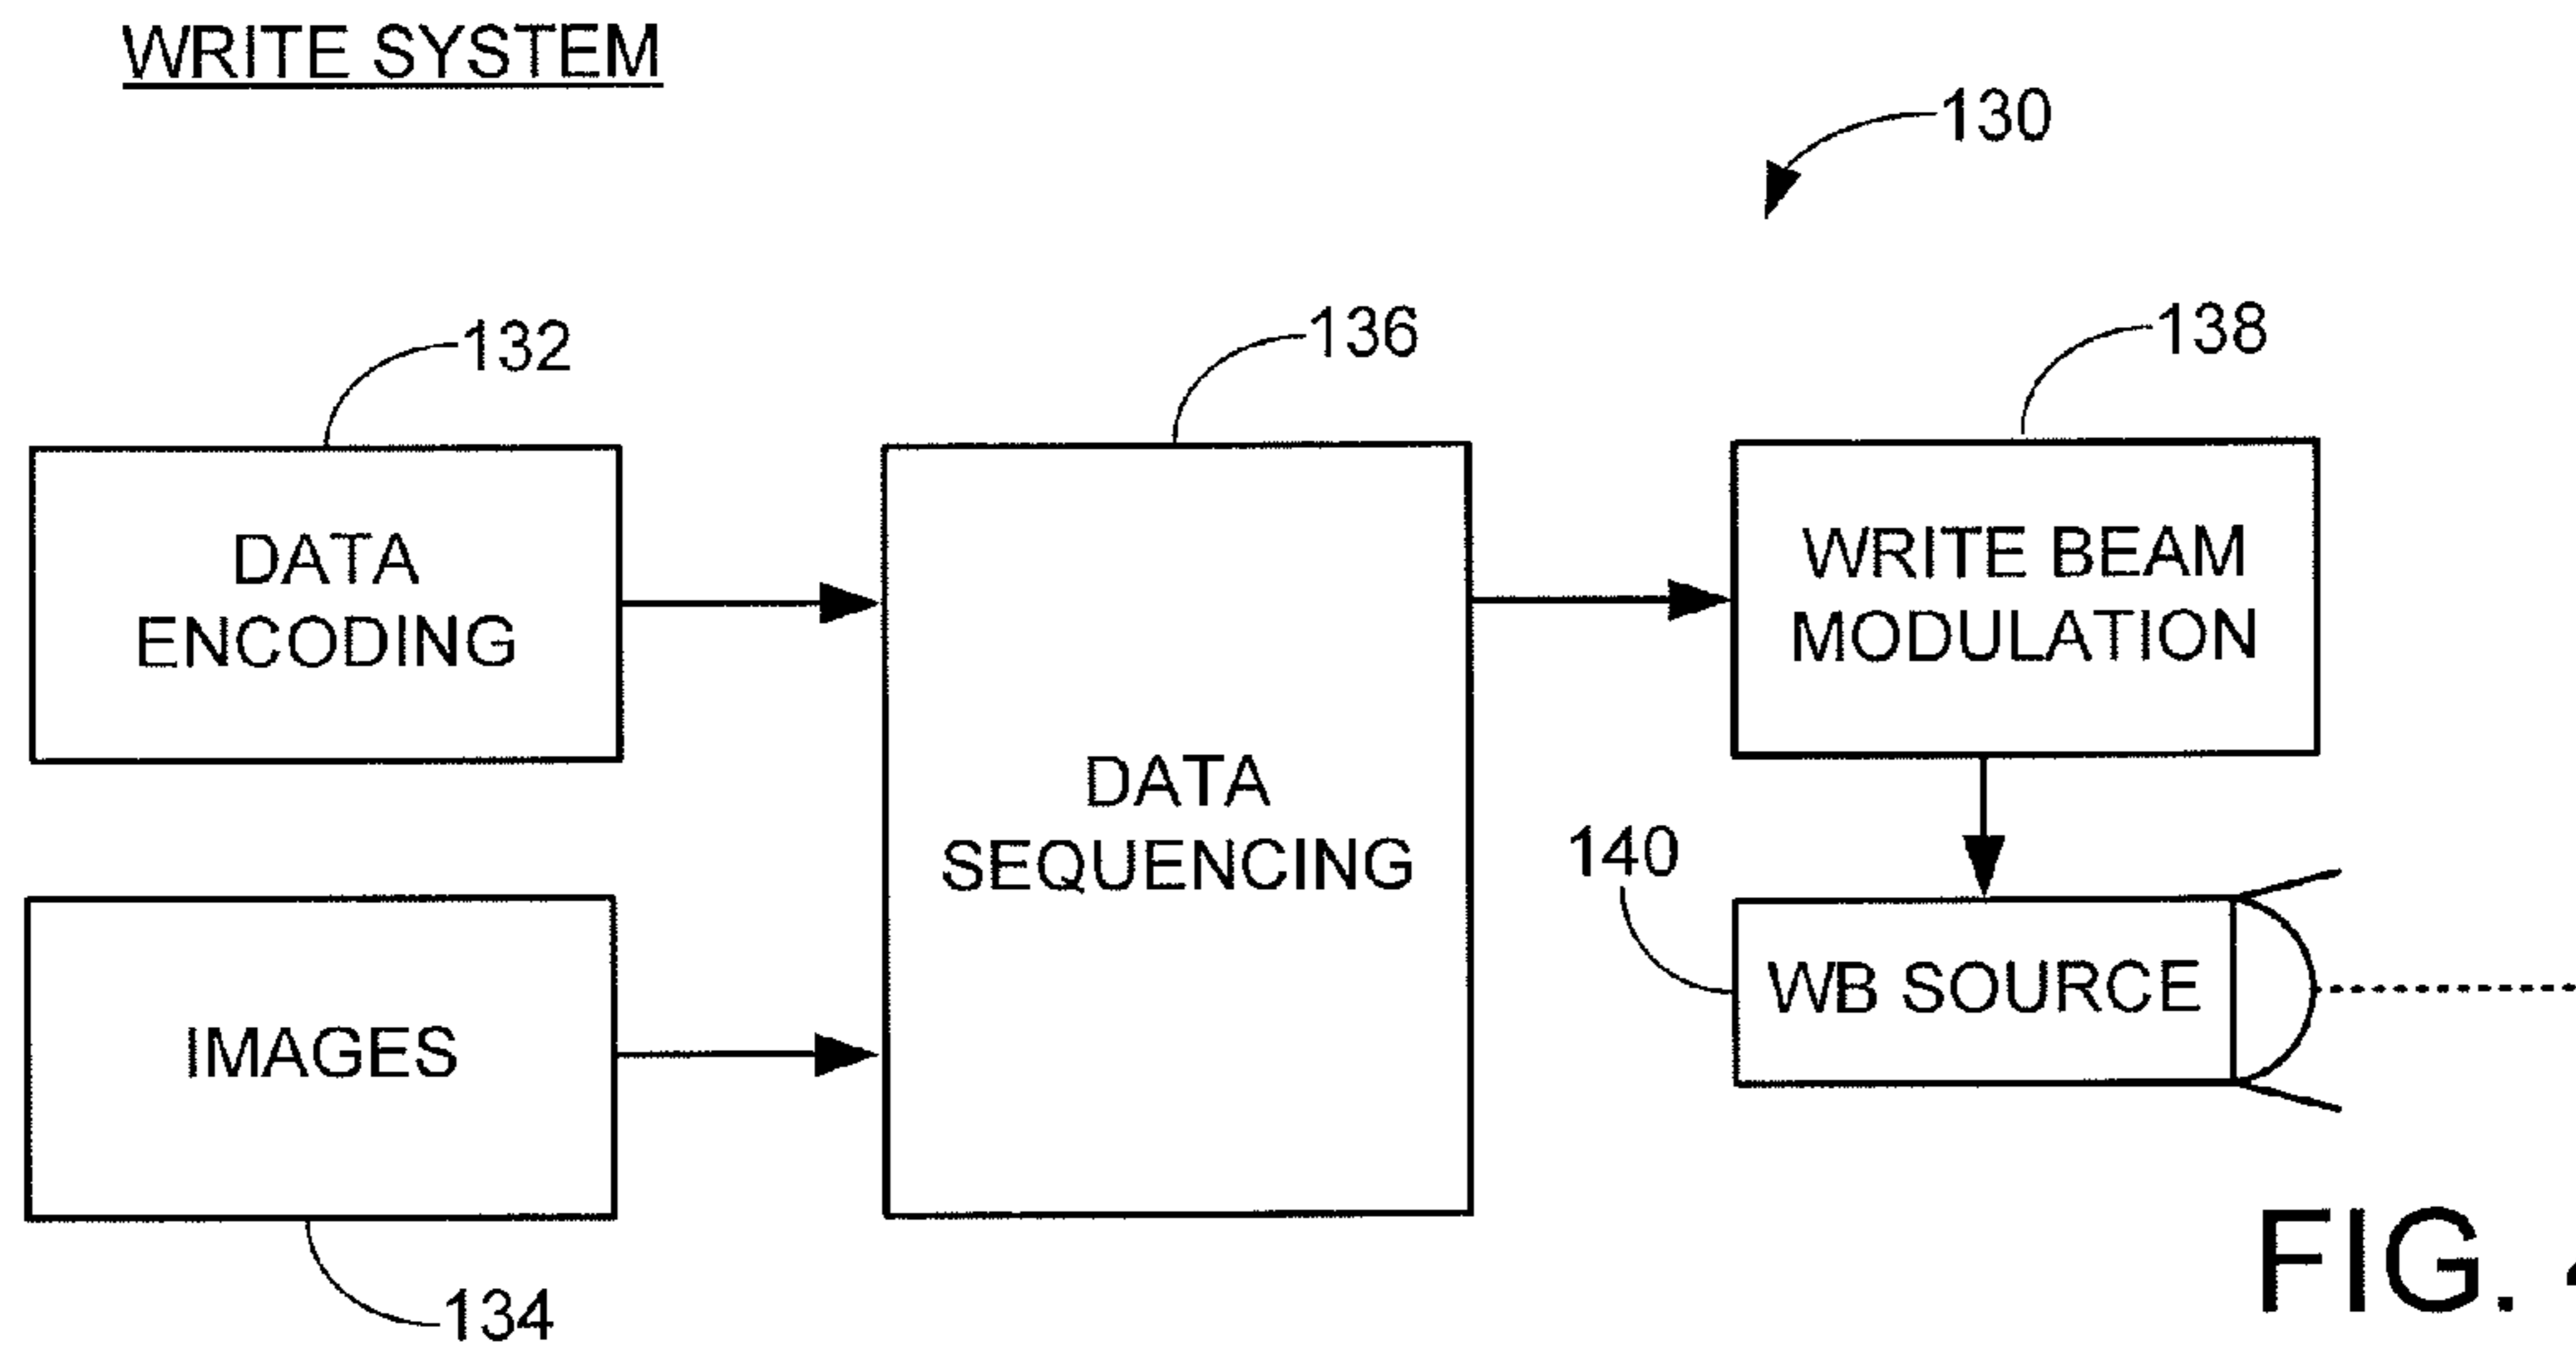 WRITE SYSTEM
130
132
136
138
DATA
ENCODING
WRITE BEAM
MODULATION
DATA
SEQUENCING
140
WB SOURCE
IMAGES
134
FIG. 4